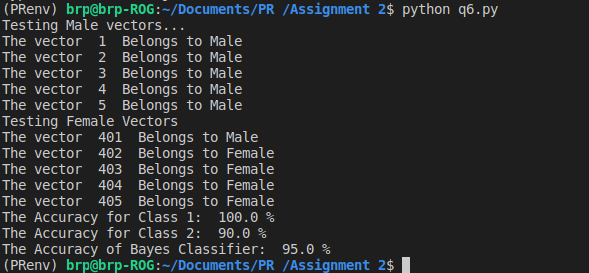 (PRenv) brp@brp-ROG:~/Documents/PR /Assignment 2$ python q6.py
Testing Male vectors...
The vector  1  Belongs to Male
The vector  2  Belongs to Male
The vector  3  Belongs to Male
The vector  4  Belongs to Male
The vector  5  Belongs to Male
Testing Female Vectors
The vector  401  Belongs to Male
The vector  402  Belongs to Female
The vector  403  Belongs to Female
The vector  404  Belongs to Female
The vector  405  Belongs to Female
The Accuracy for Class 1:  100.0 %
The Accuracy for Class 2:  90.0 %
The Accuracy of Bayes Classifier:  95.0 %
(PRenv) brp@brp-ROG:~/Documents/PR /Assignment 2$